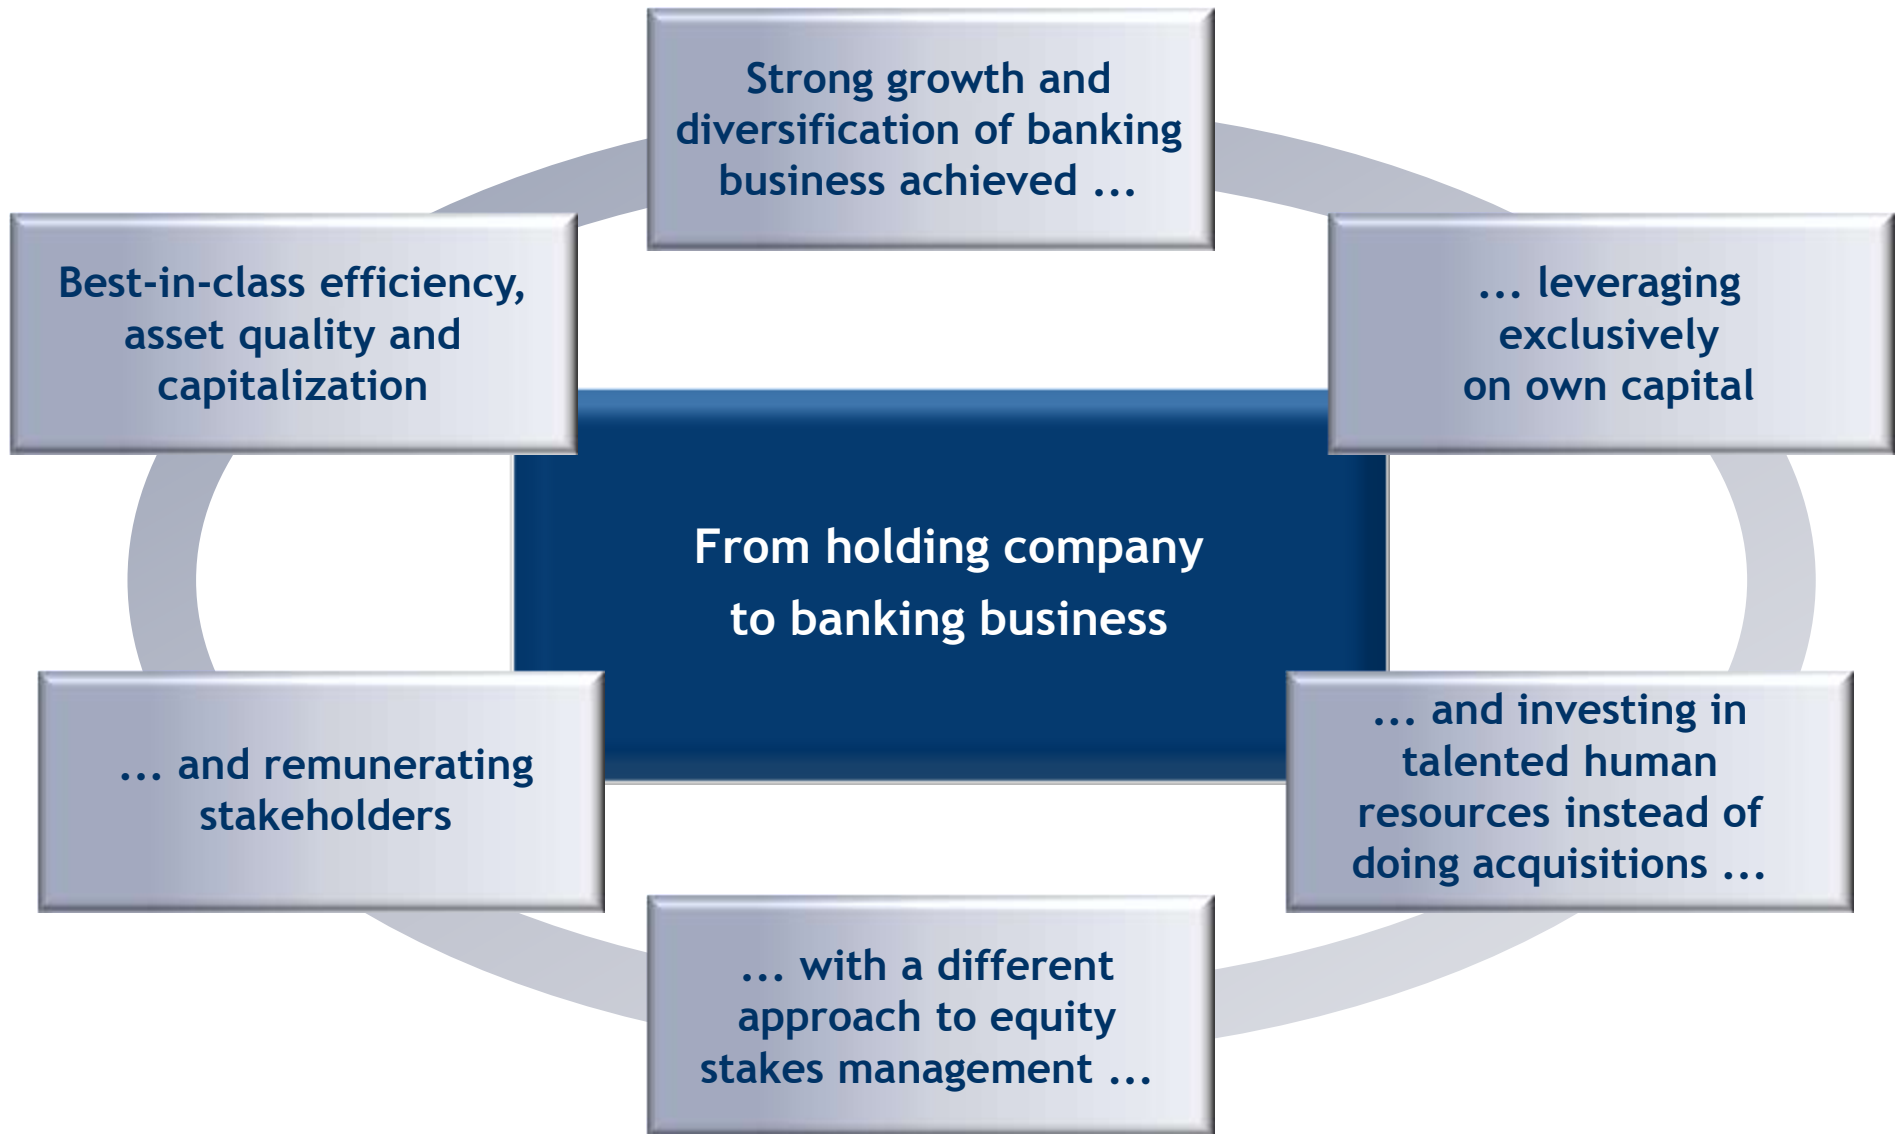 Strong growth and
diversification of banking
business achieved ...
... leveraging
exclusively
on own capital
... and investing in
talented human
resources instead of
doing acquisitions ...
... with a different
approach to equity
stakes management ...
... and remunerating
stakeholders
Best-in-class efficiency,
asset quality and
capitalization
From holding company
to banking business